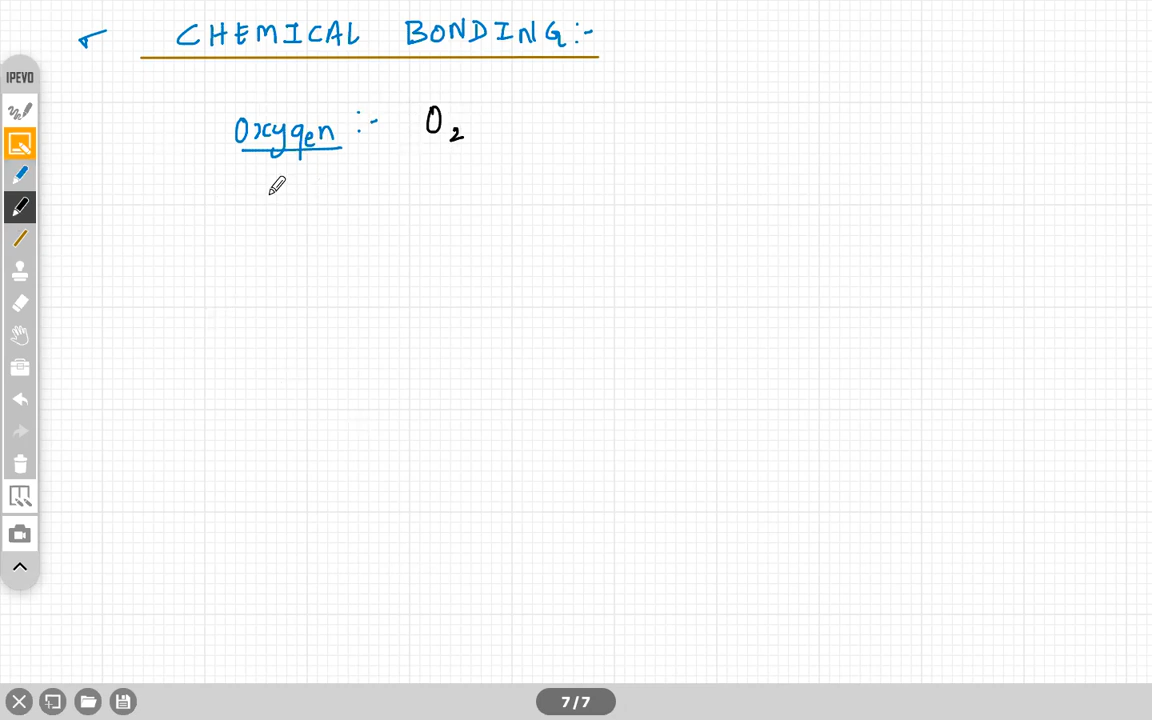 CHEMICAL BONDING:-
IPEVO
Oxygen :- O₂
7/7